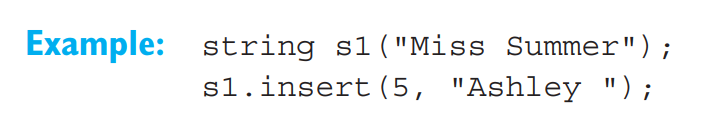 Example: string s1("Miss Summer");
s1.insert(5, "Ashley ");